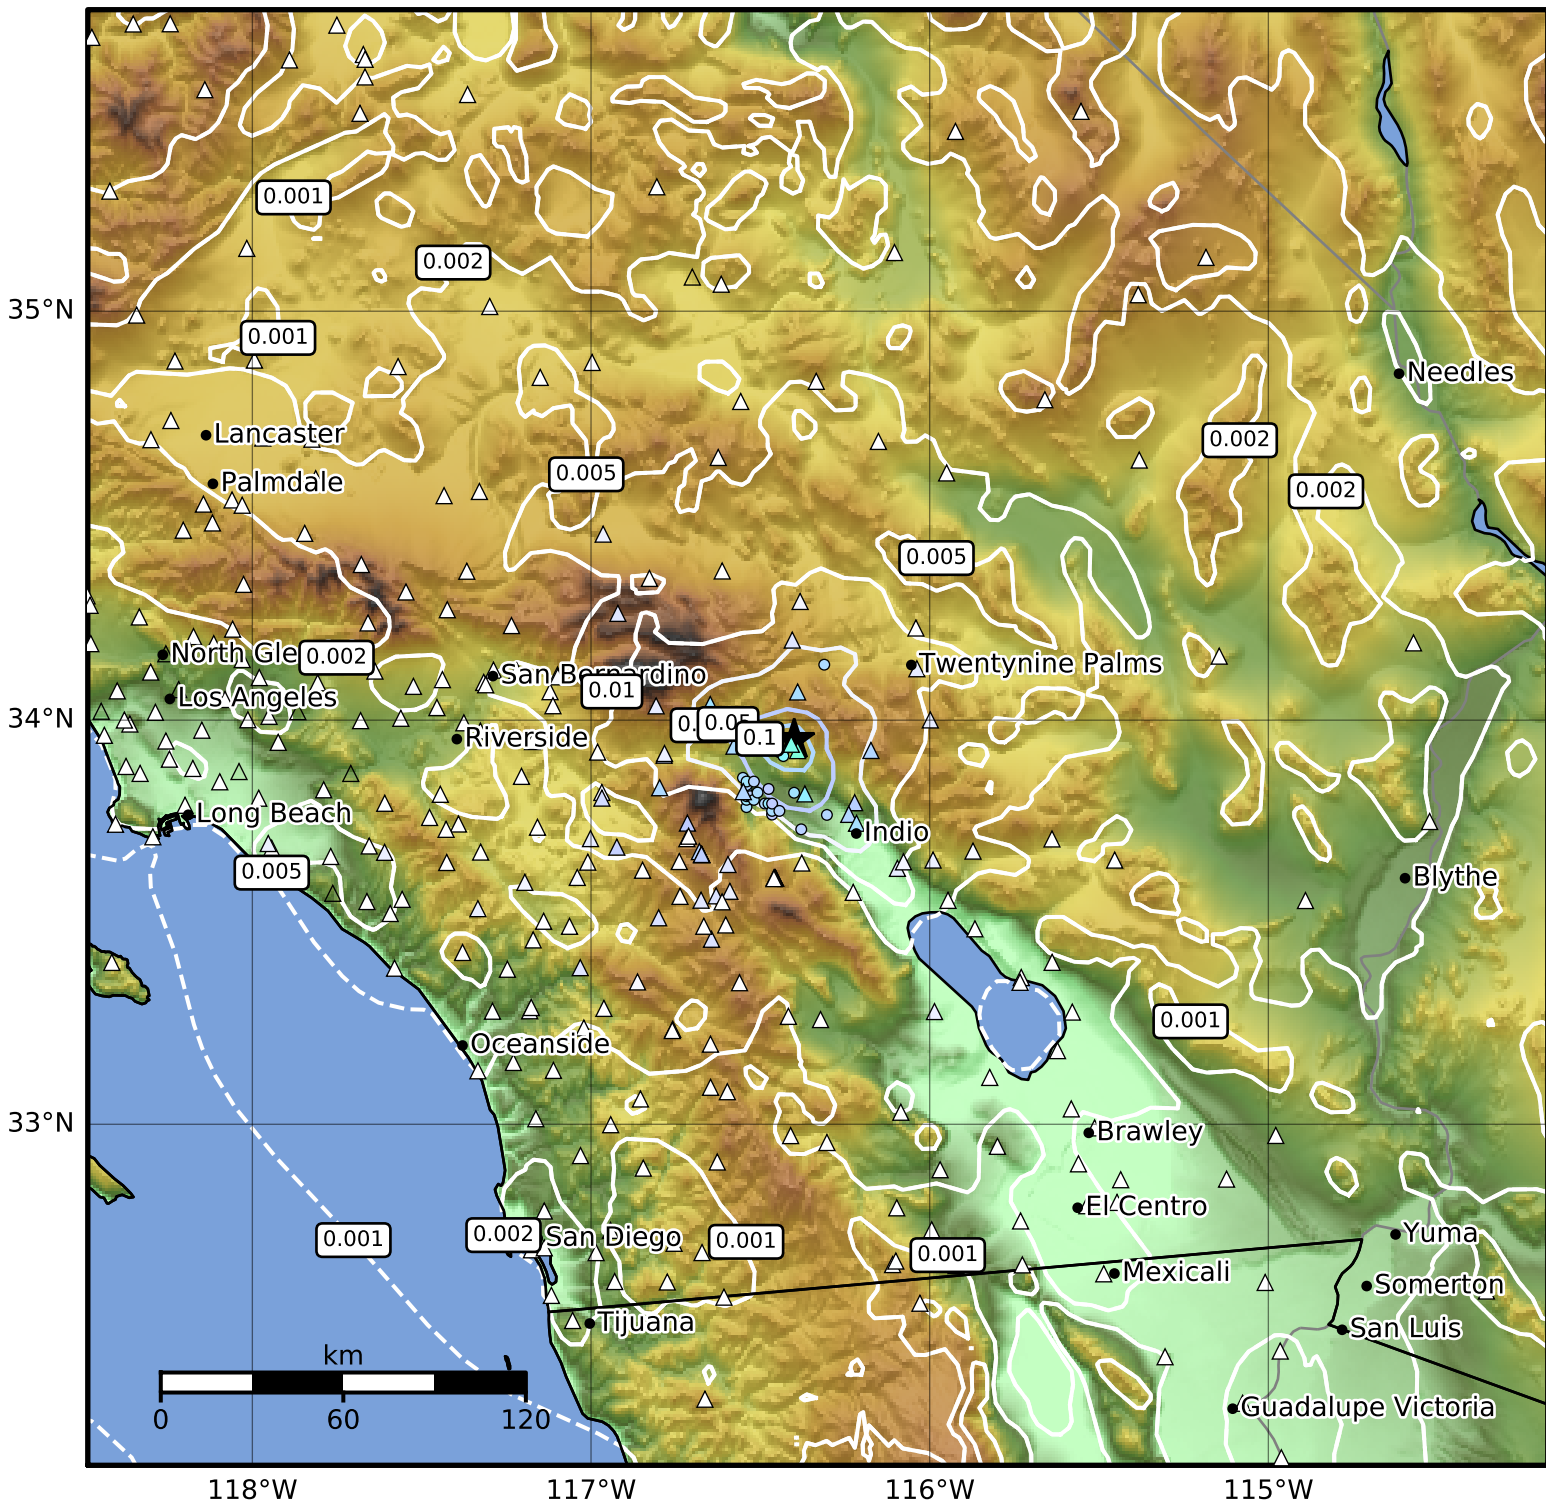 0.001
0.002
35°N
0.001
Needles
Lancaster
0.002
0.005
Palmdale
0.002
0.005
North Gle
0.002
Twentynine Palms
San Bernardino
0.01
Los Angeles
34°N
0.
0.05
0.1
Riverside
Long Beach
Indio
0.005
Blythe
0.001
Oceanside
33°N
Brawley
El Centro
0.002
San Diego
0.001
0.001
0.001
Yuma
Mexicali
Somerton
Tijuana
San Luis
km
0 60 120
Guadalupe Victoria
118°W 117°W 116°W 115°W